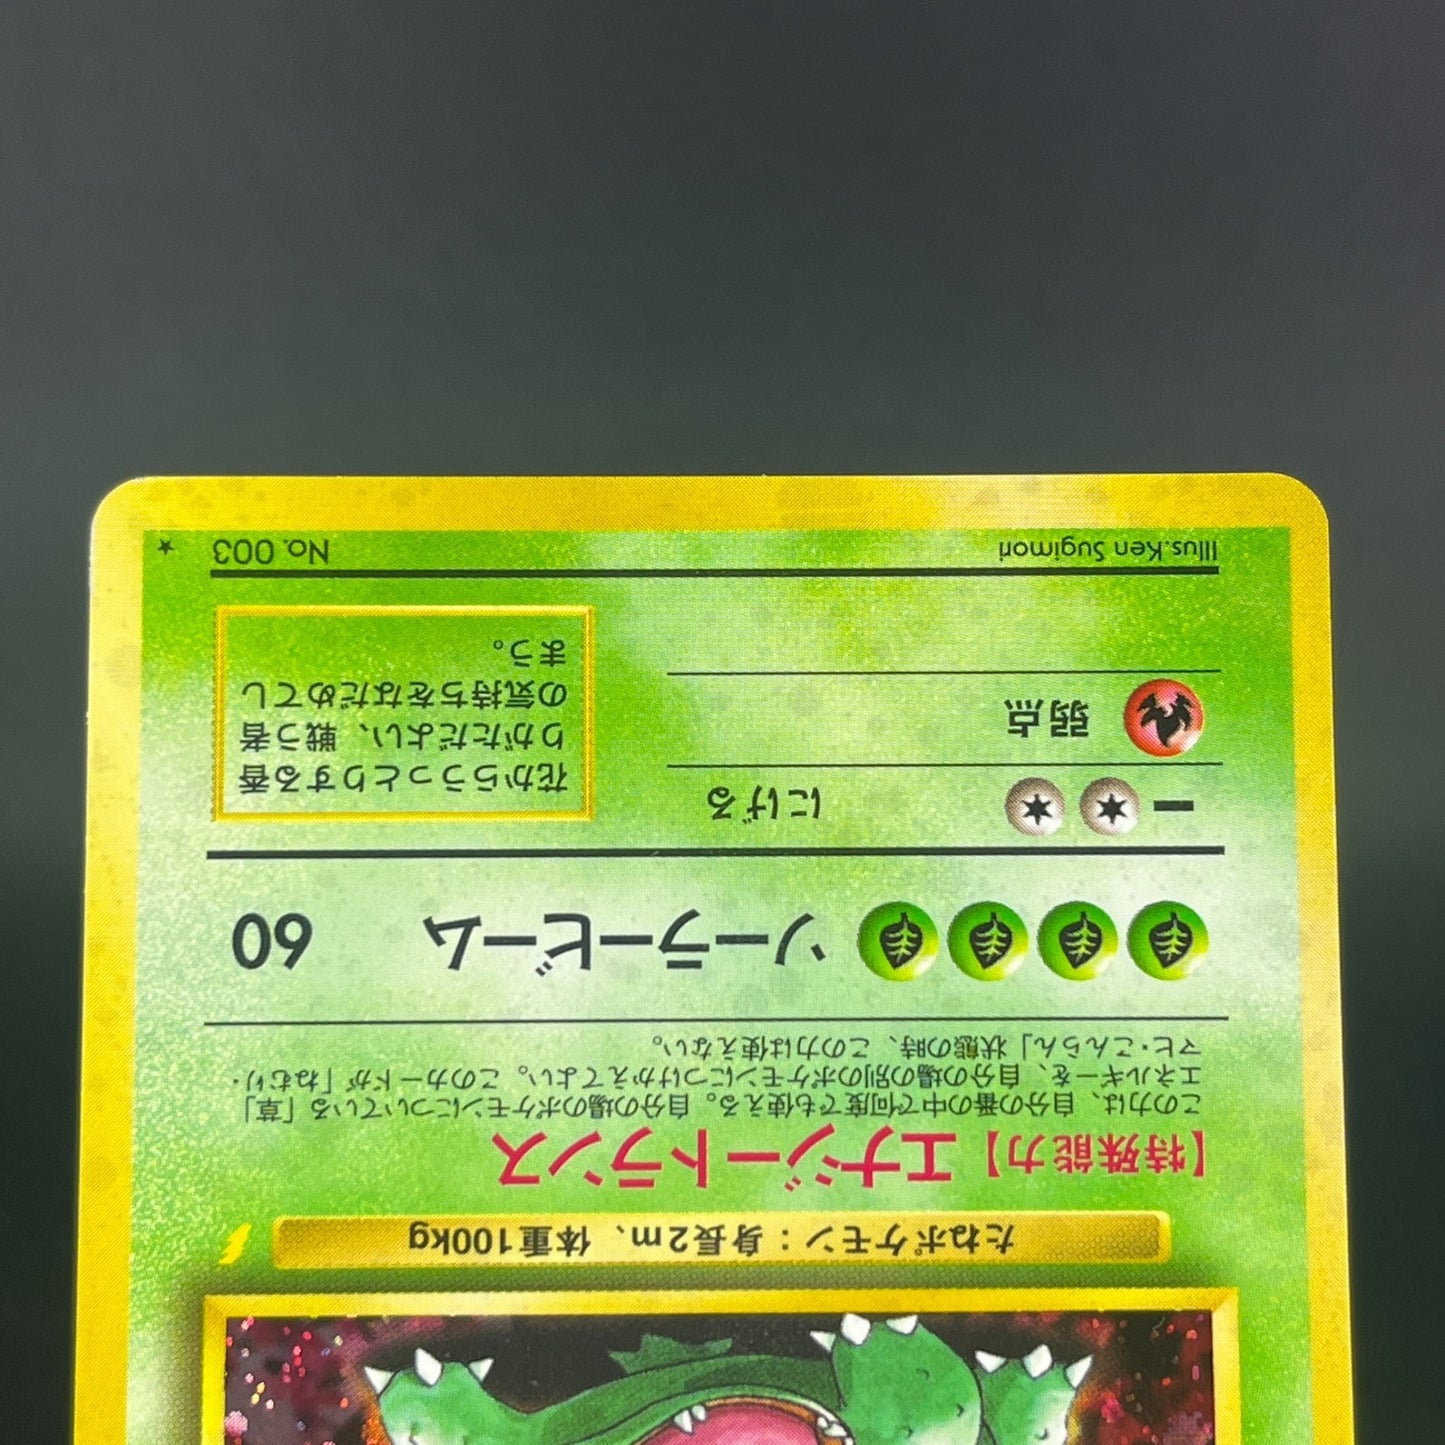 たねポケモン：身長2m、体重100kg
【特殊能力】エナジートランス
この力は、自分の番の中で何度でも使える。自分の場のポケモンについている「草」
エネルギーを、自分の場の別のポケモンにつけかえてよい。このカードが「ねむり・
マヒ・こんらん」状態の時、この力は使えない。
ソーラービーム 60
ー にげる
弱点
花からうっとりする香
りがただよい、戦う者
の気持ちをなだめてし
まう。
Illus.Ken Sugimori No. 003 ★